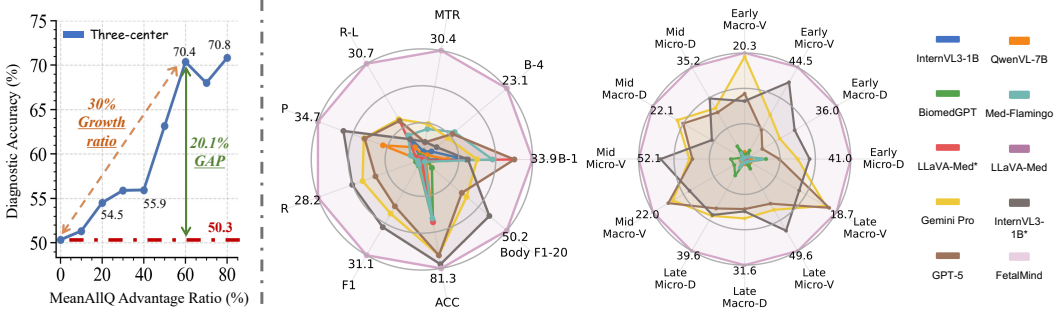 Diagnostic Accuracy (%)
75
70
65
60
55
50
Three-center
70.4
70.8
30%
Growth
ratio
20.1%
GAP
54.5
55.9
50.3
0
20
40
60
80
MeanAllQ Advantage Ratio (%)
MTR
30.4
R-L
30.7
B-4
23.1
P
34.7
33.9
B-1
R
28.2
50.2
Body F1-20
F1
31.1
81.3
ACC
Early
Macro-V
20.3
Mid
Micro-D
35.2
Early
Micro-V
44.5
Mid
Macro-D
22.1
Early
Macro-D
36.0
Mid
Micro-V
52.1
41.0
Early
Micro-D
22.0
Mid
Macro-V
18.7
Late
Macro-V
39.6
Late
Micro-D
31.6
Late
Macro-D
49.6
Late
Micro-V
InternVL3-1B
QwenVL-7B
BiomedGPT
Med-Flamingo
LLaVA-Med*
LLaVA-Med
Gemini Pro
InternVL3-
1B*
GPT-5
FetalMind